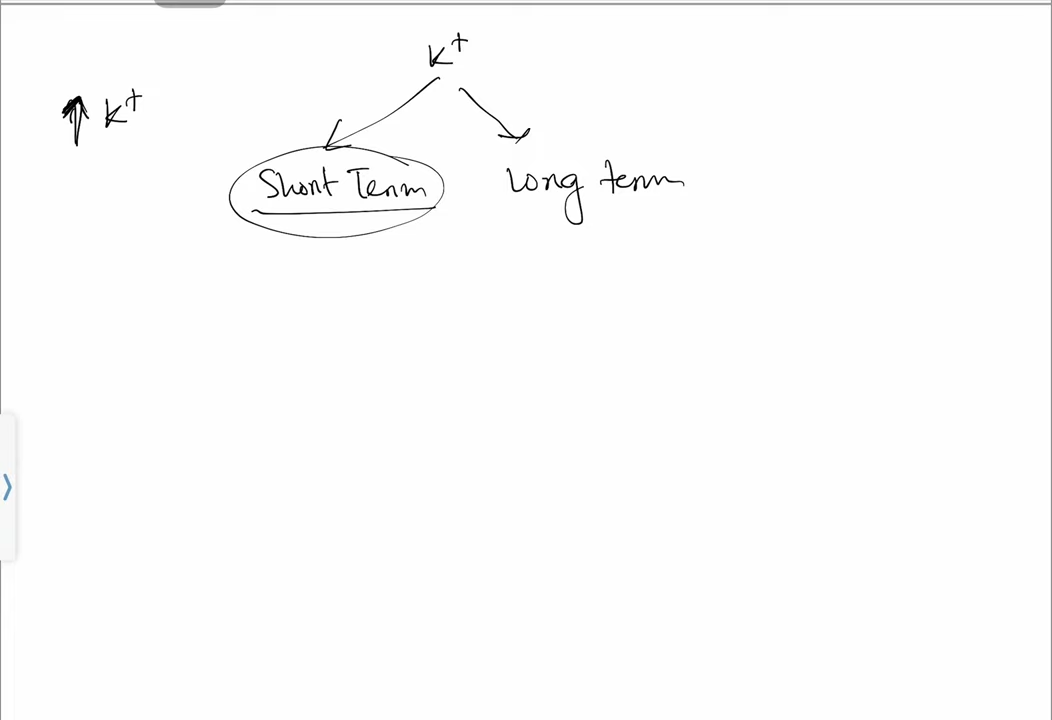 K+
↑ K+
Short Term
Long term